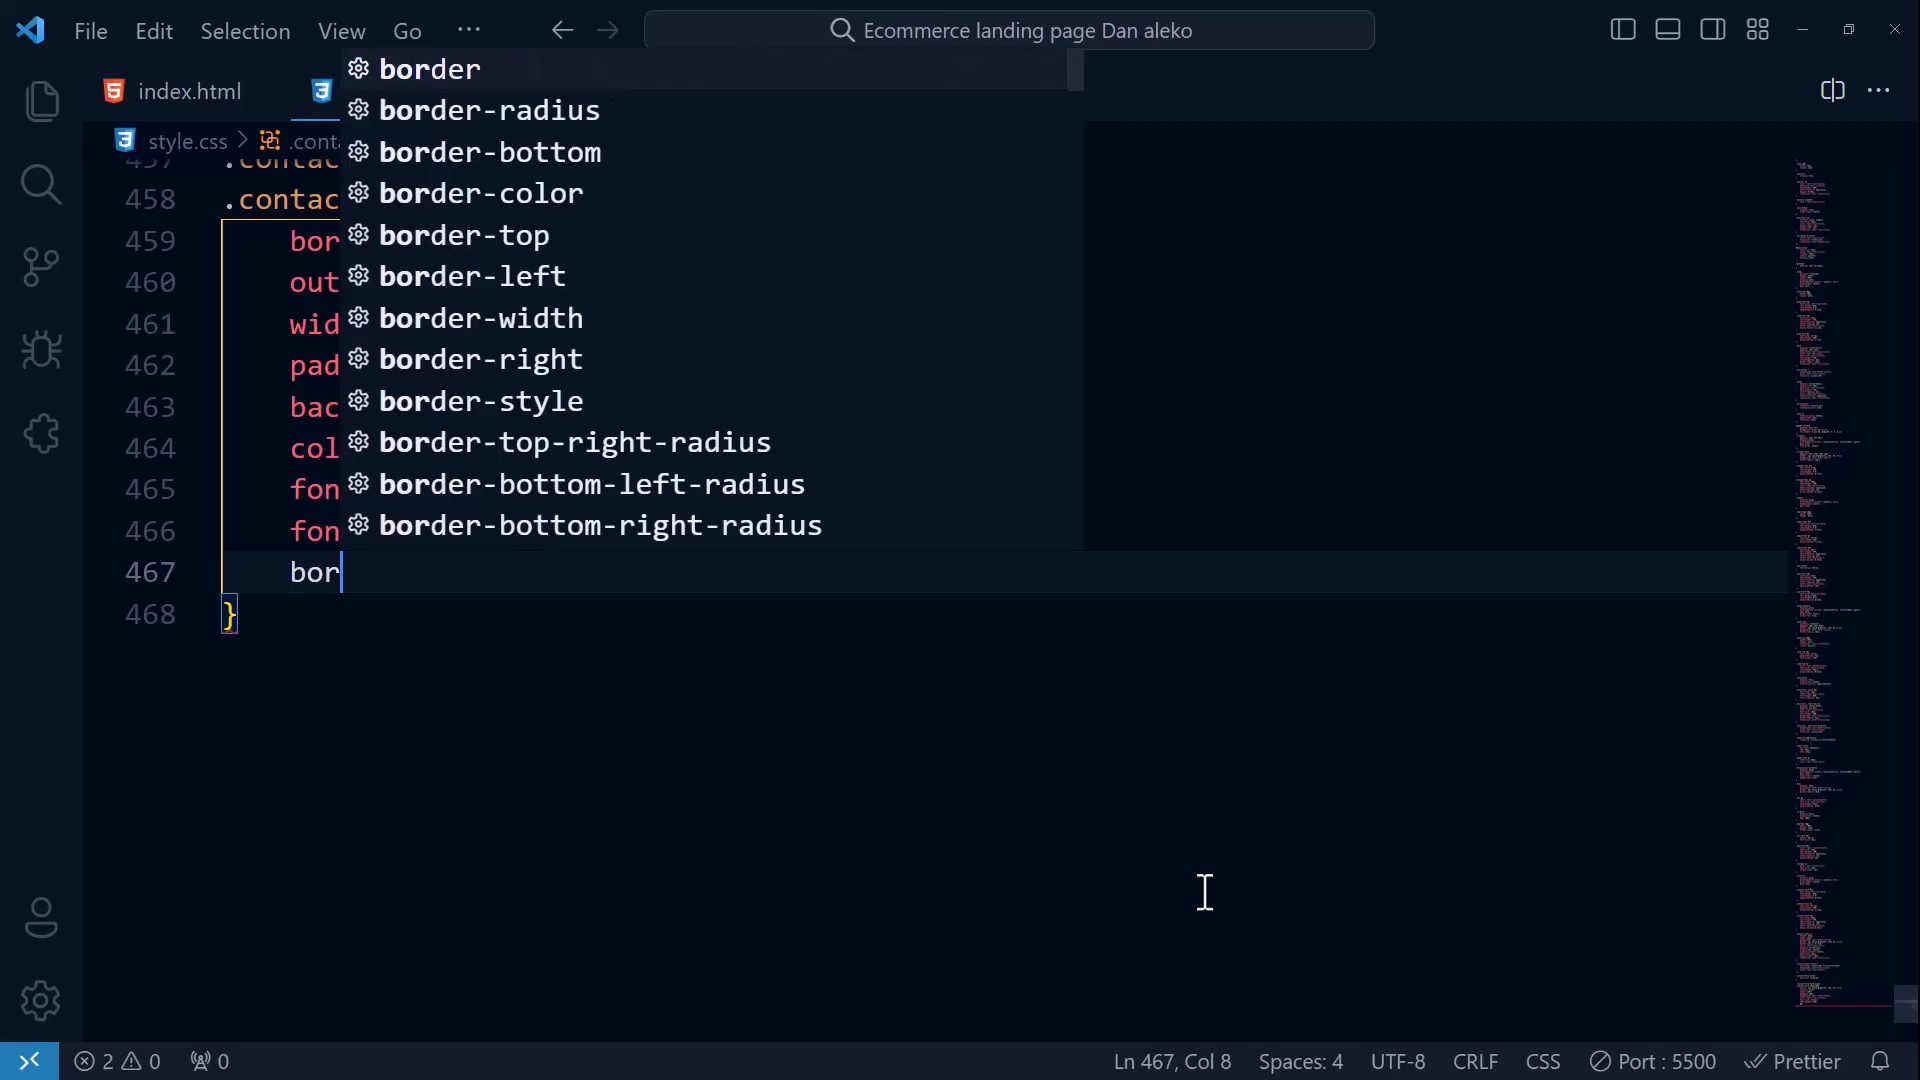 File Edit Selection View Go ··· Ecommerce landing page Dan aleko
index.html
style.css > .conta
457 .contac
458 .contac
459 bor
460 out
461 wid
462 pad
463 bac
464 col
465 fon
466 fon
467 bor
468 }
border
border-radius
border-bottom
border-color
border-top
border-left
border-width
border-right
border-style
border-top-right-radius
border-bottom-left-radius
border-bottom-right-radius
2 0 0 Ln 467, Col 8 Spaces: 4 UTF-8 CRLF CSS Port : 5500 Prettier